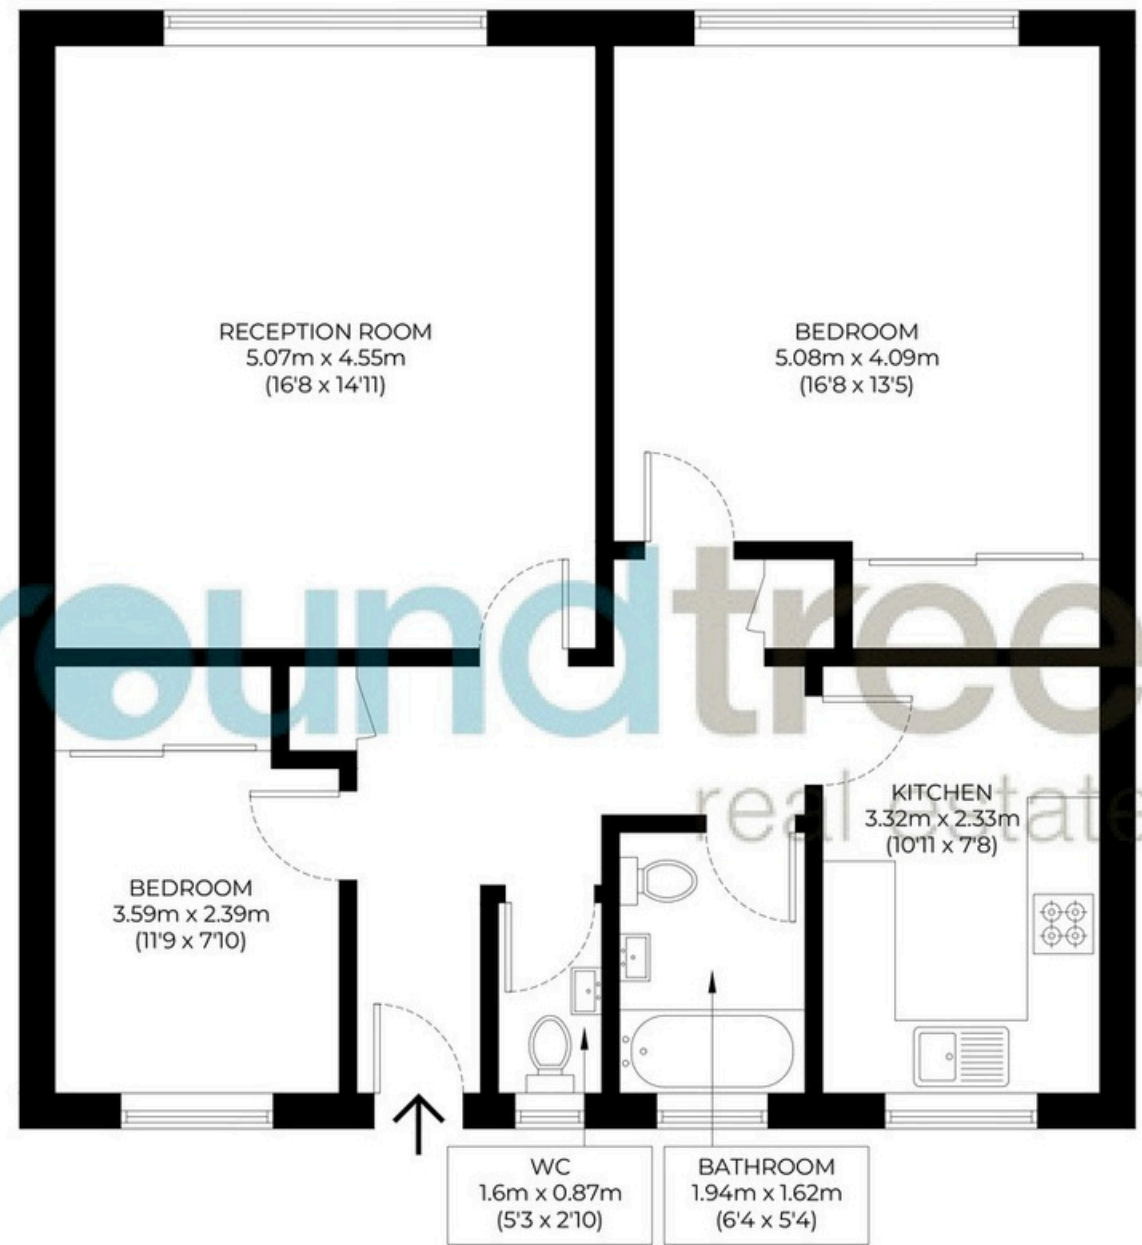 RECEPTION ROOM
5.07m x 4.55m
(16'8 x 14'11)
BEDROOM
5.08m x 4.09m
(16'8 x 13'5)
roundtree
real estate
KITCHEN
3.32m x 2.33m
(10'11 x 7'8)
BEDROOM
3.59m x 2.39m
(11'9 x 7'10)
WC
1.6m x 0.87m
(5'3 x 2'10)
BATHROOM
1.94m x 1.62m
(6'4 x 5'4)